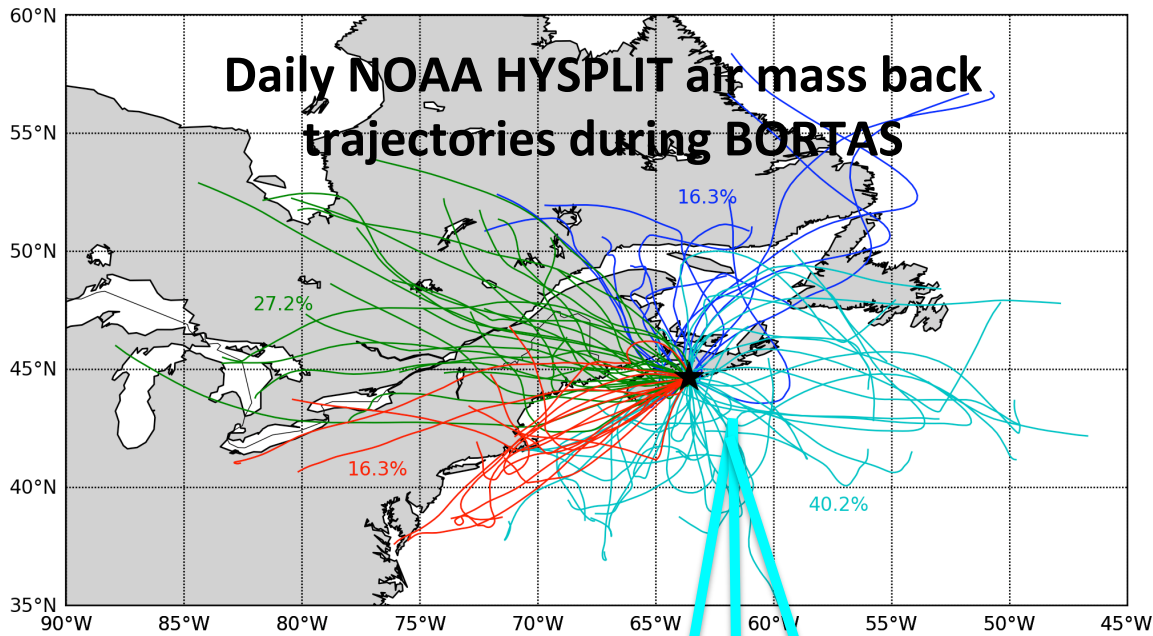 60°N
Daily NOAA HYSPLIT air mass back
trajectories during BORTAS
55°N
16.3%
50°N
27.2%
45°N
16.3%
40°N
40.2%
35°N
90°W 85°W 80°W 75°W 70°W 65°W 60°W 55°W 50°W 45°W